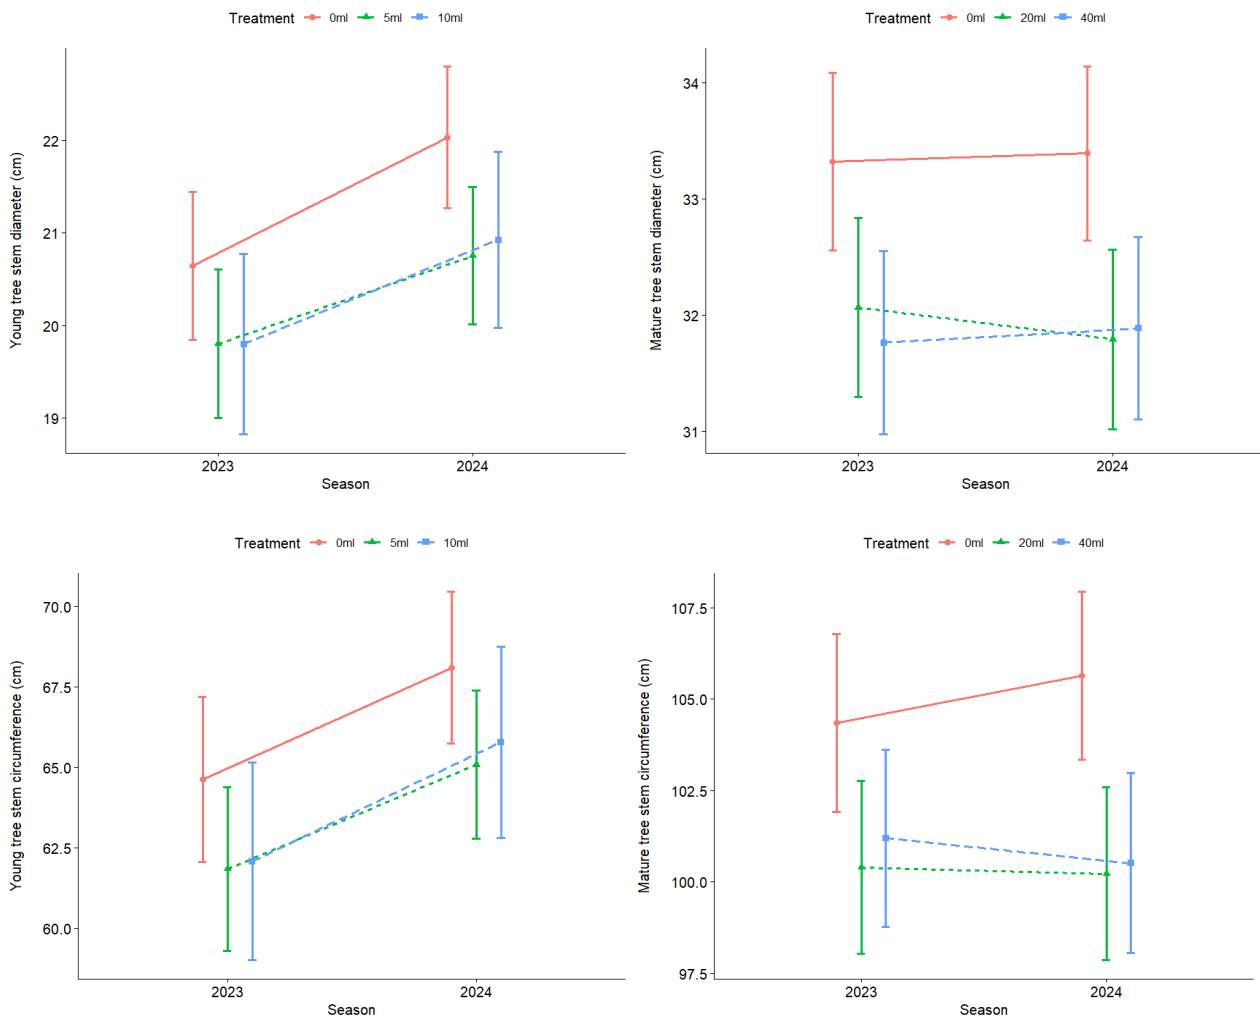 Treatment 0ml 5ml 10ml
Young tree stem diameter (cm)
22
21
20
19
2023 2024
Season
Treatment 0ml 20ml 40ml
Mature tree stem diameter (cm)
34
33
32
31
2023 2024
Season
Treatment 0ml 5ml 10ml
Young tree stem circumference (cm)
70.0
67.5
65.0
62.5
60.0
2023 2024
Season
Treatment 0ml 20ml 40ml
Mature tree stem circumference (cm)
107.5
105.0
102.5
100.0
97.5
2023 2024
Season